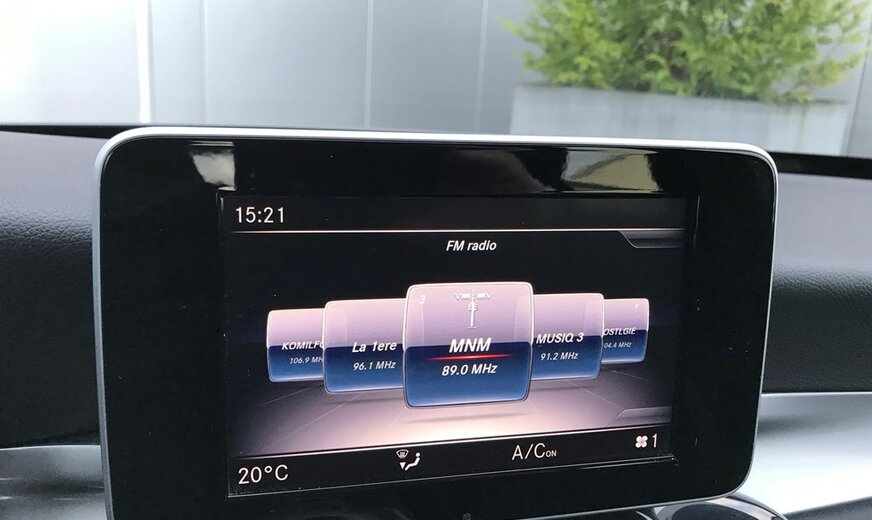 15:21
FM radio
3
KOMILF
106.9 MH
La 1ere
96.1 MHz
MNM
89.0 MHz
MUSIQ 3
91.2 MHz
OSTLGIE
04.4 MHz
20°C
A/C ON
1